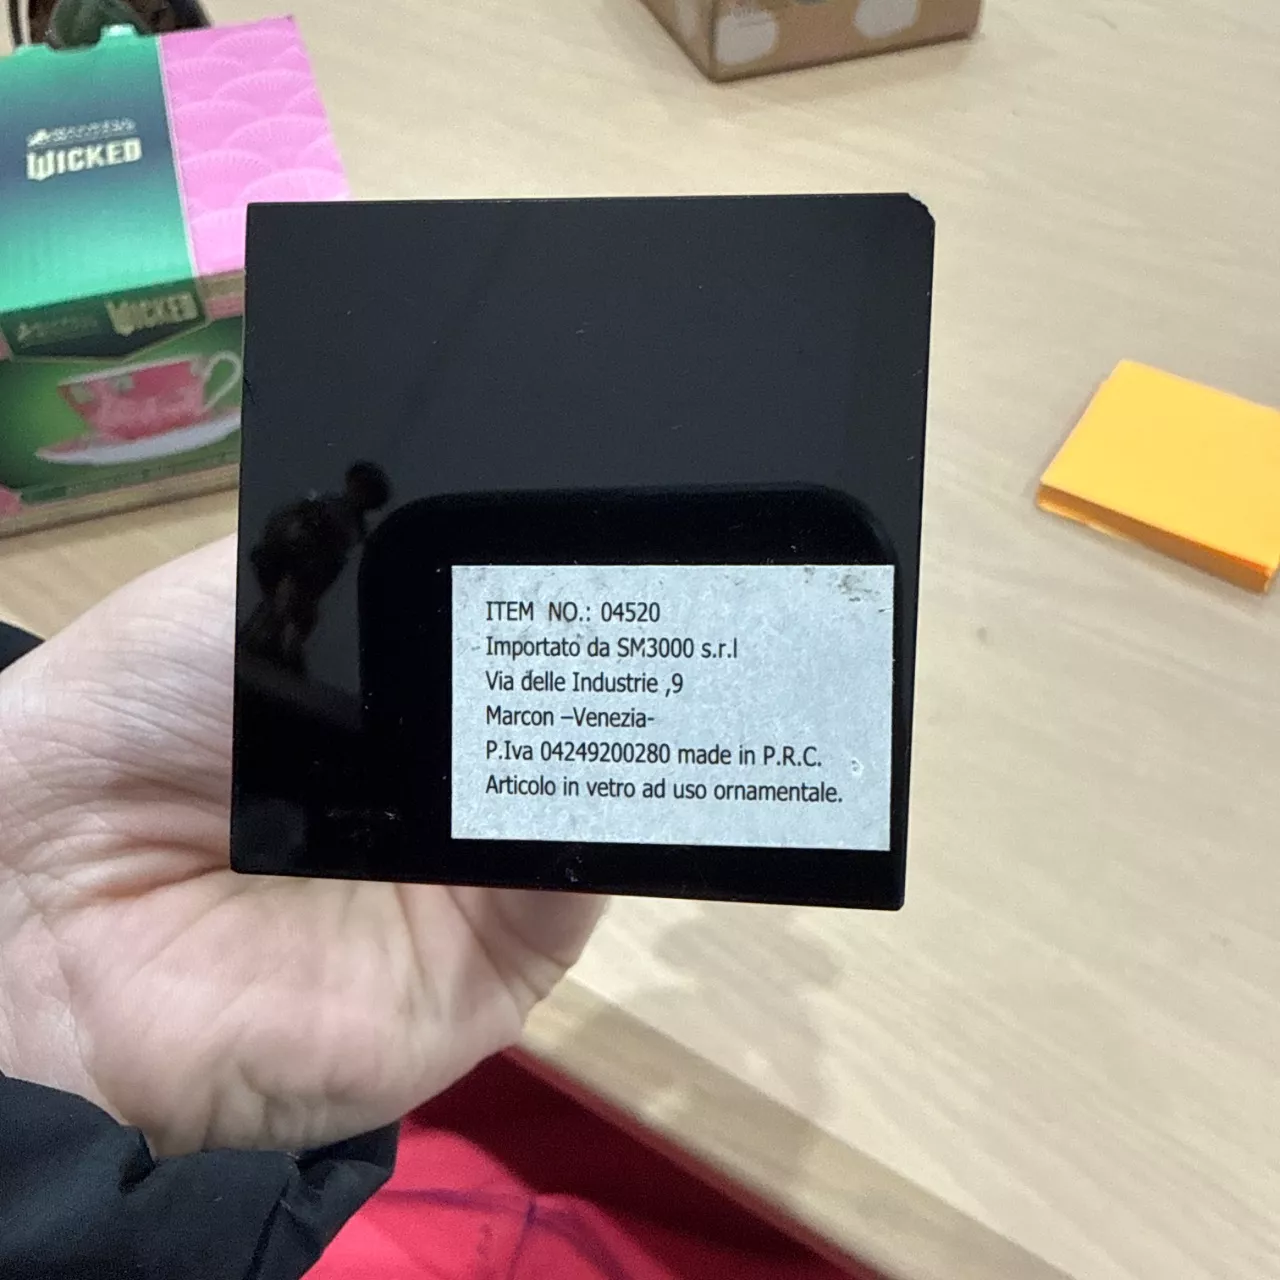 WICKED
WICKED
ITEM NO.: 04520
Importato da SM3000 s.r.l
Via delle Industrie ,9
Marcon –Venezia-
P.Iva 04249200280 made in P.R.C.
Articolo in vetro ad uso ornamentale.